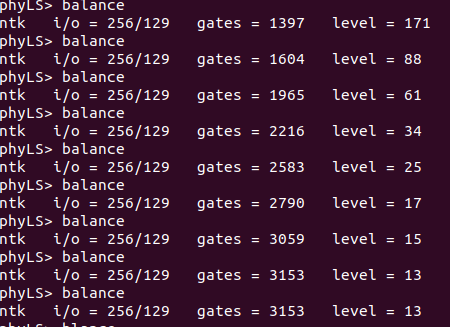 phyLS> balance
ntk   i/o = 256/129   gates = 1397   level = 171
phyLS> balance
ntk   i/o = 256/129   gates = 1604   level = 88
phyLS> balance
ntk   i/o = 256/129   gates = 1965   level = 61
phyLS> balance
ntk   i/o = 256/129   gates = 2216   level = 34
phyLS> balance
ntk   i/o = 256/129   gates = 2583   level = 25
phyLS> balance
ntk   i/o = 256/129   gates = 2790   level = 17
phyLS> balance
ntk   i/o = 256/129   gates = 3059   level = 15
phyLS> balance
ntk   i/o = 256/129   gates = 3153   level = 13
phyLS> balance
ntk   i/o = 256/129   gates = 3153   level = 13